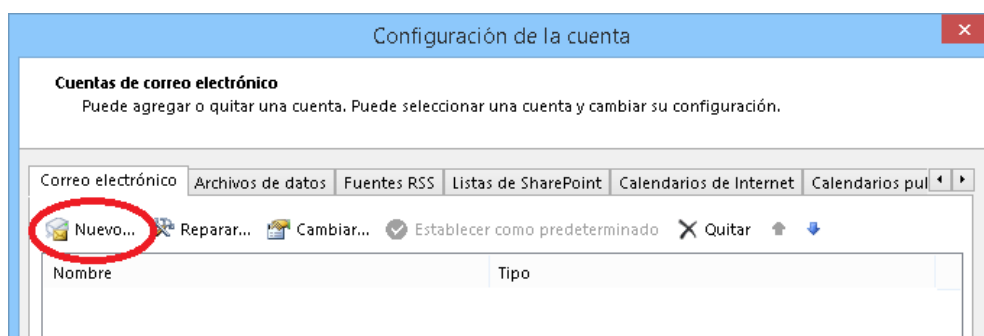 Configuración de la cuenta
Cuentas de correo electrónico
Puede agregar o quitar una cuenta. Puede seleccionar una cuenta y cambiar su configuración.
Correo electrónico Archivos de datos Fuentes RSS Listas de SharePoint Calendarios de Internet Calendarios pul
Nuevo... Reparar... Cambiar... Establecer como predeterminado Quitar
Nombre Tipo